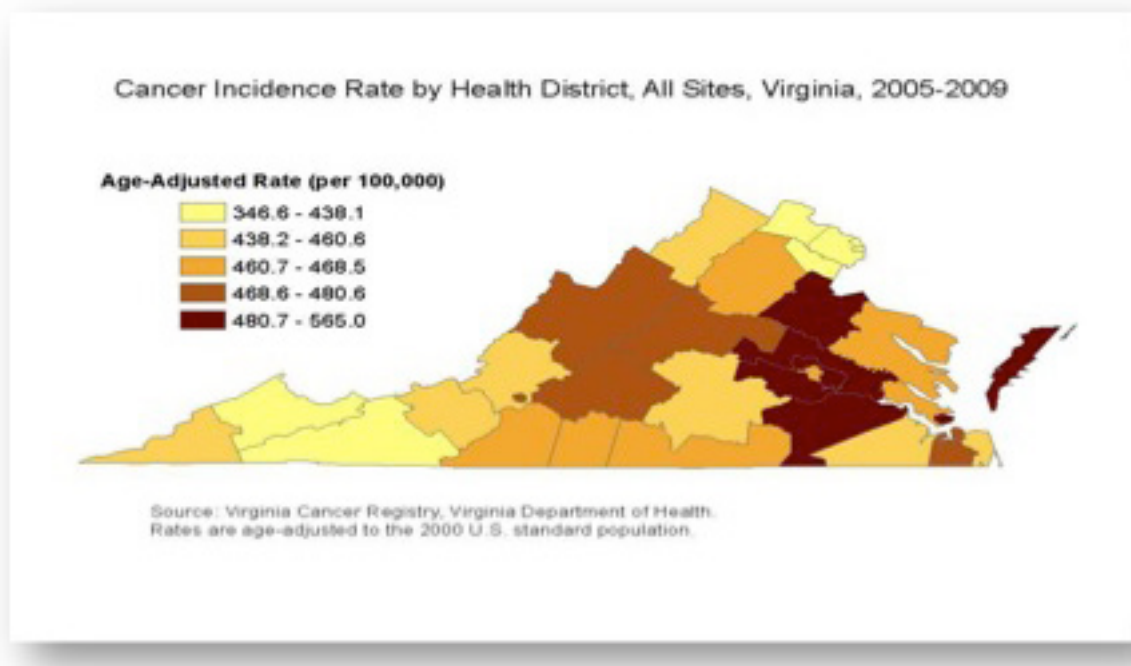 Cancer Incidence Rate by Health District, All Sites, Virginia, 2005-2009
Age-Adjusted Rate (per 100,000)
346.6 - 438.1
438.2 - 460.6
460.7 - 468.5
468.6 - 480.6
480.7 - 565.0
Source: Virginia Cancer Registry, Virginia Department of Health.
Rates are age-adjusted to the 2000 U.S. standard population.